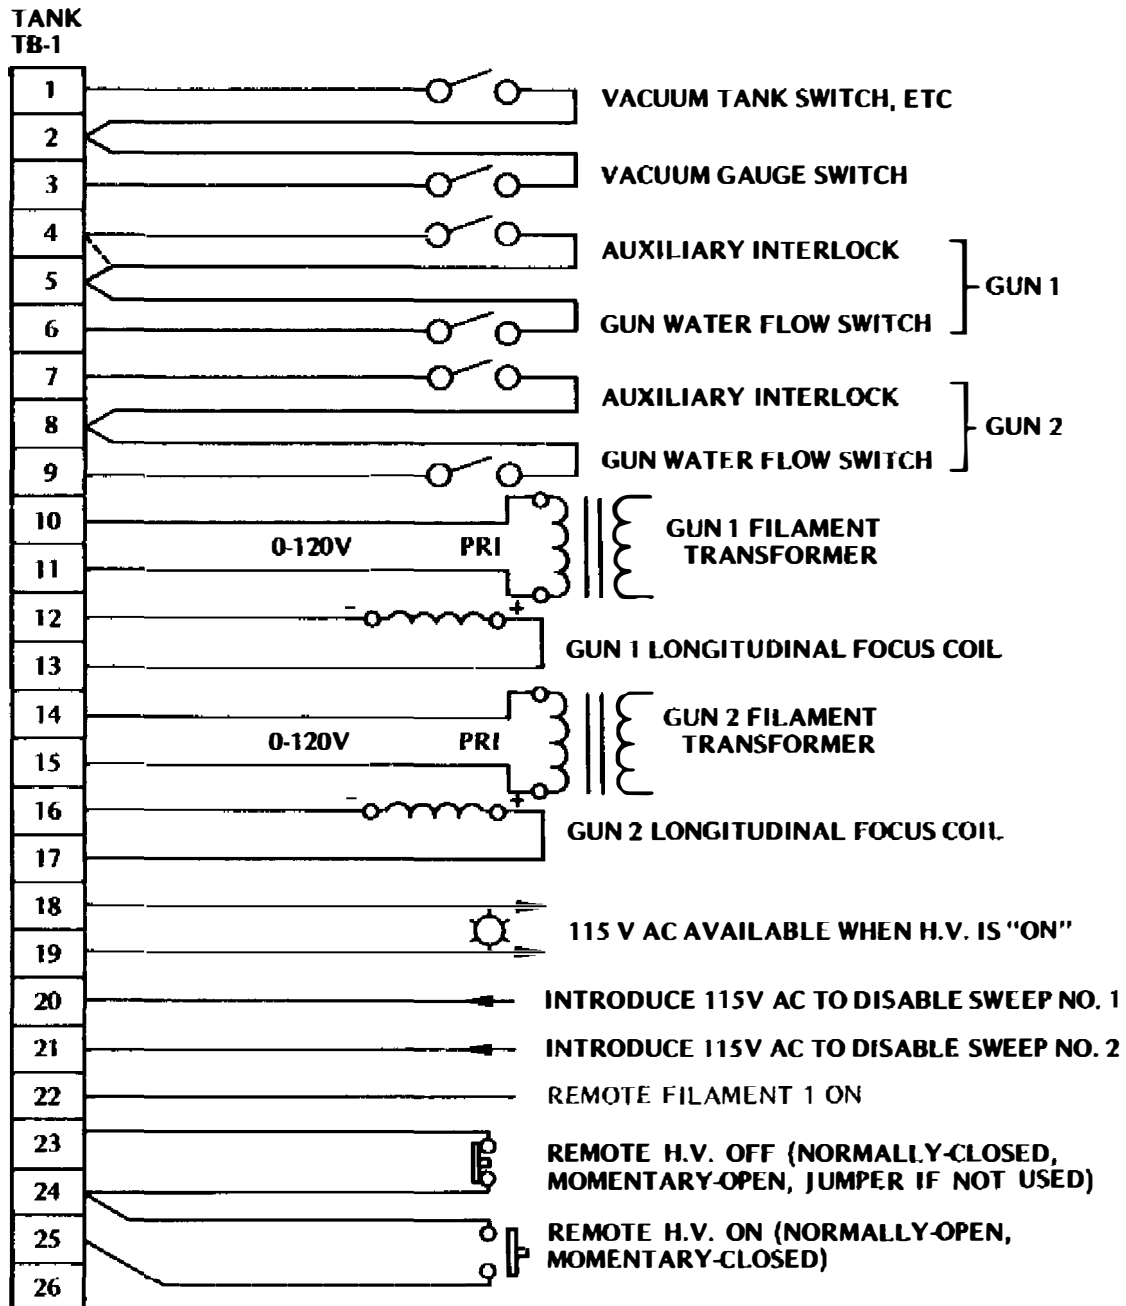 TANK
TB-1
1
VACUUM TANK SWITCH, ETC
2
3
VACUUM GAUGE SWITCH
4
AUXILIARY INTERLOCK
5
GUN 1
6
GUN WATER FLOW SWITCH
7
AUXILIARY INTERLOCK
8
GUN 2
9
GUN WATER FLOW SWITCH
10
GUN 1 FILAMENT
TRANSFORMER
0-120V PRI
11
12
- +
GUN 1 LONGITUDINAL FOCUS COIL
13
14
GUN 2 FILAMENT
TRANSFORMER
0-120V PRI
15
16
- +
GUN 2 LONGITUDINAL FOCUS COIL
17
18
115 V AC AVAILABLE WHEN H.V. IS "ON"
19
20 INTRODUCE 115V AC TO DISABLE SWEEP NO. 1
21 INTRODUCE 115V AC TO DISABLE SWEEP NO. 2
22 REMOTE FILAMENT 1 ON
23
REMOTE H.V. OFF (NORMALLY-CLOSED,
MOMENTARY-OPEN, JUMPER IF NOT USED)
24
25
REMOTE H.V. ON (NORMALLY-OPEN,
MOMENTARY-CLOSED)
26